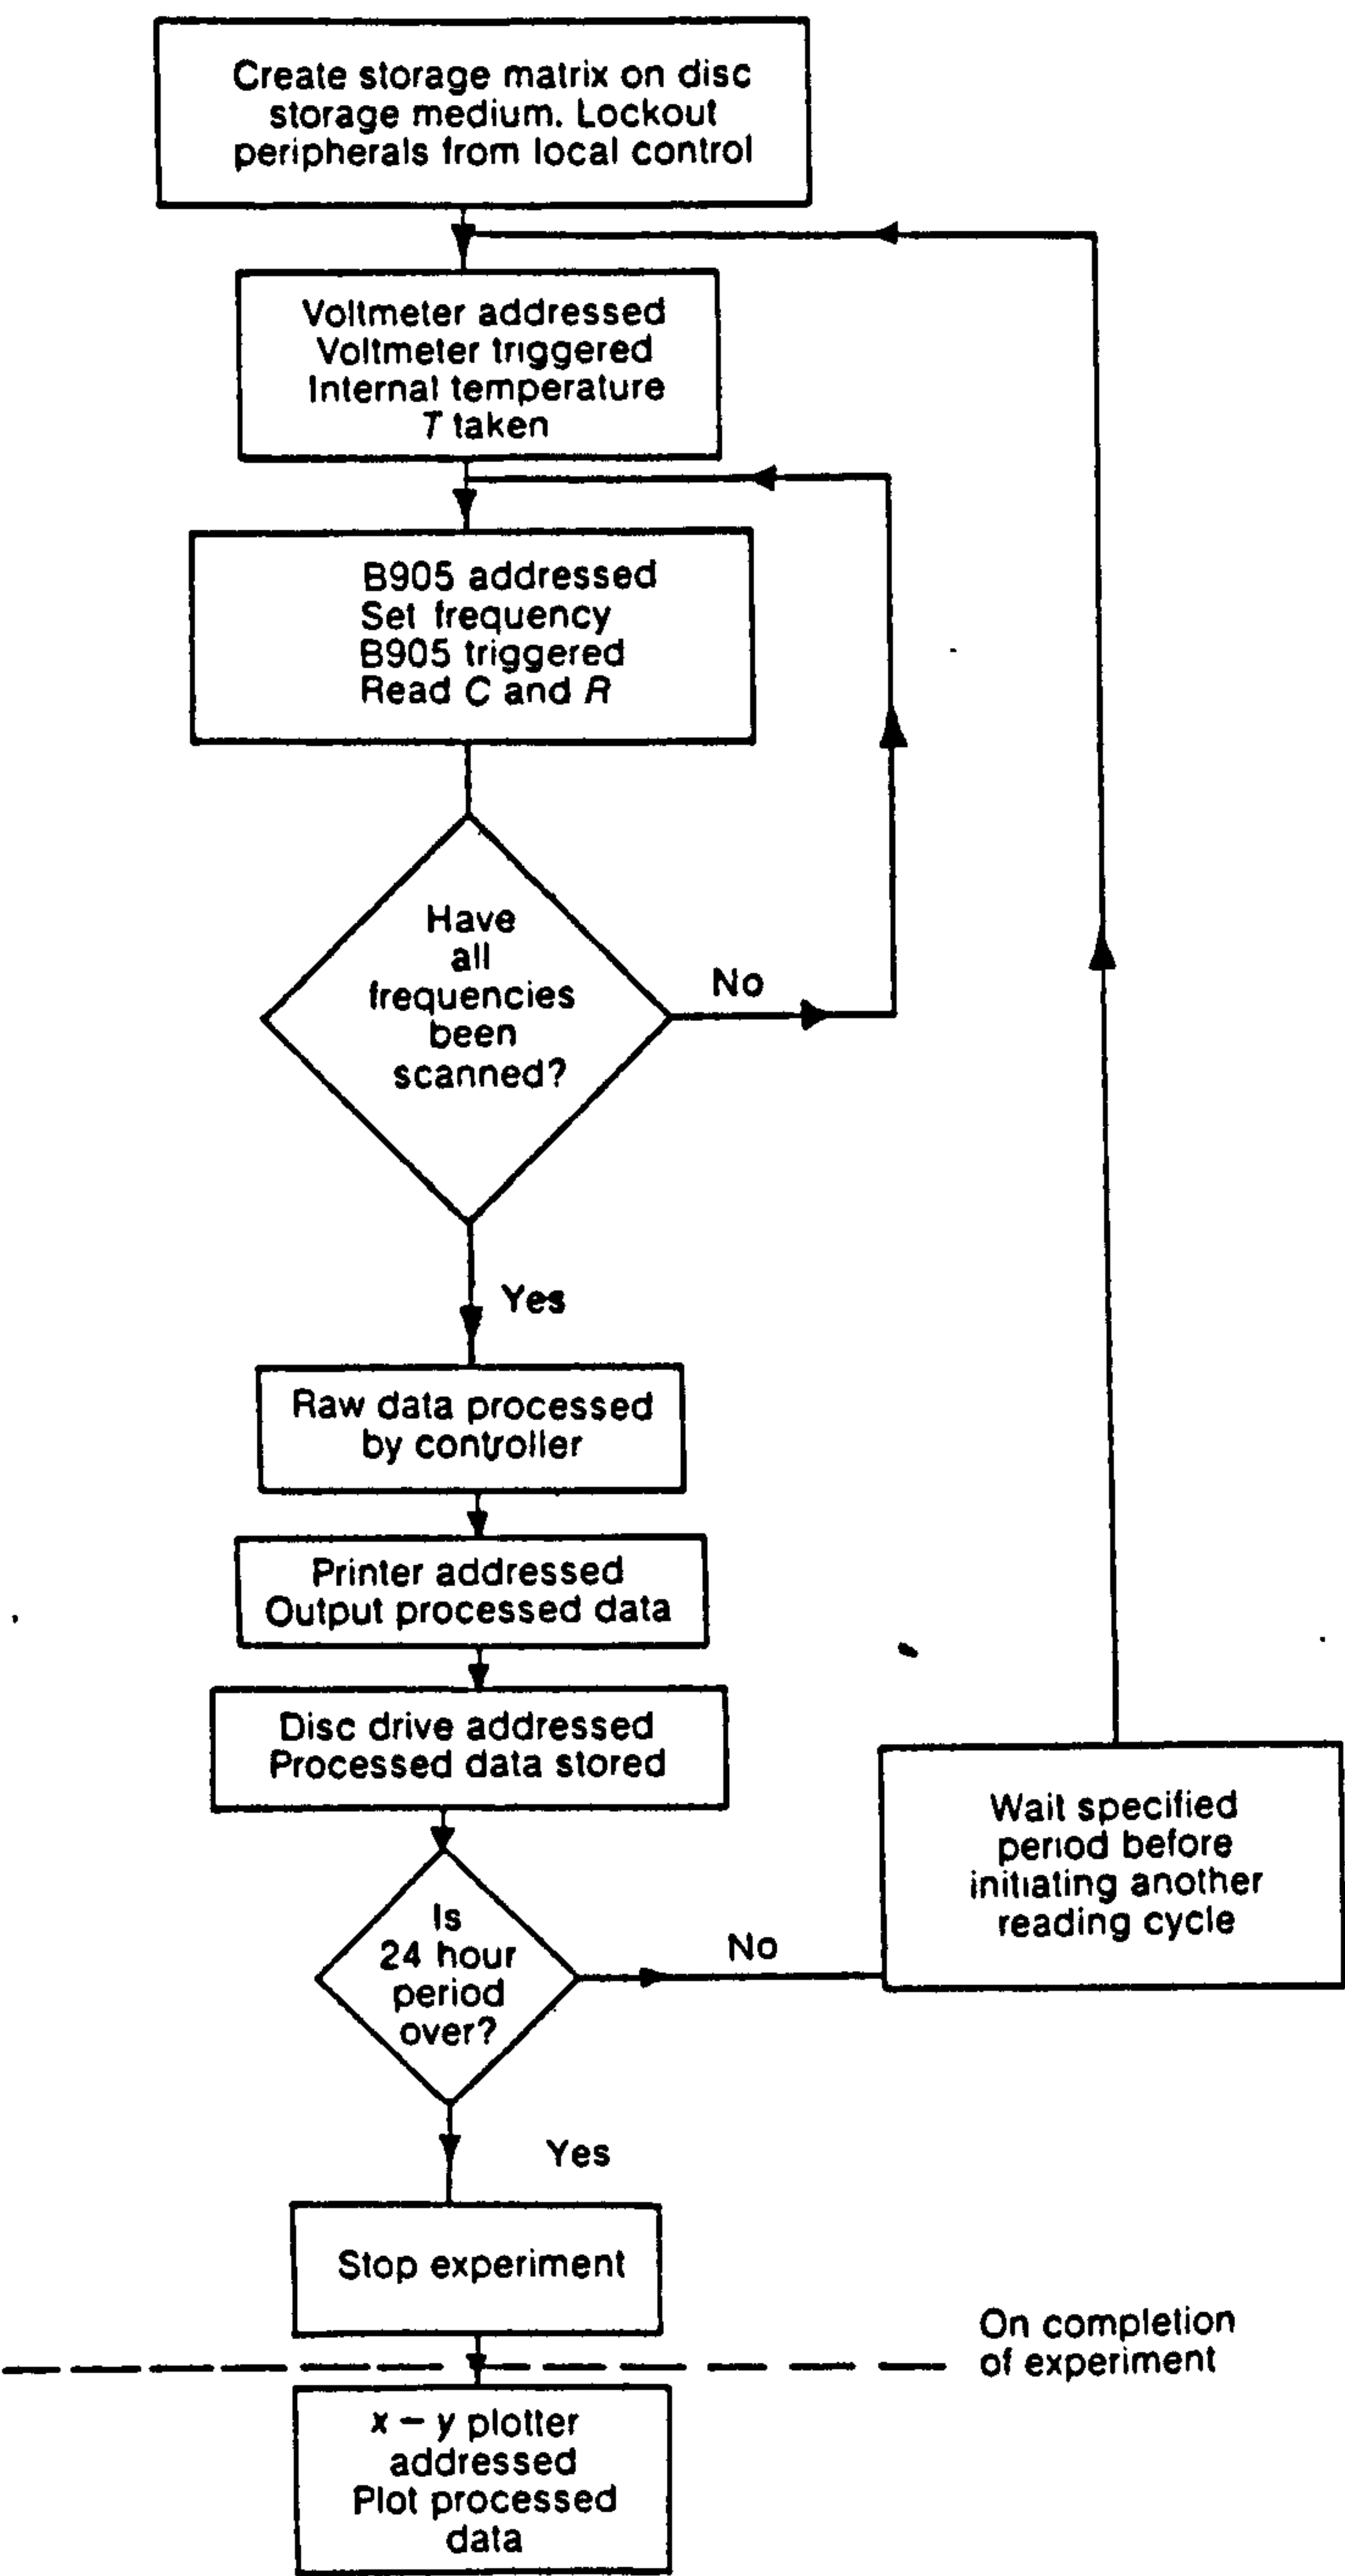 Create storage matrix on disc
storage medium. Lockout
peripherals from local control
Voltmeter addressed
Voltmeter triggered
Internal temperature
T taken
B905 addressed
Set frequency
B905 triggered
Read C and R
Have
all
frequencies
been
scanned?
No
Yes
Raw data processed
by controller
Printer addressed
Output processed data
Disc drive addressed
Processed data stored
Wait specified
period before
initiating another
reading cycle
Is
24 hour
period
over?
No
Yes
Stop experiment
On completion
of experiment
x – y plotter
addressed
Plot processed
data